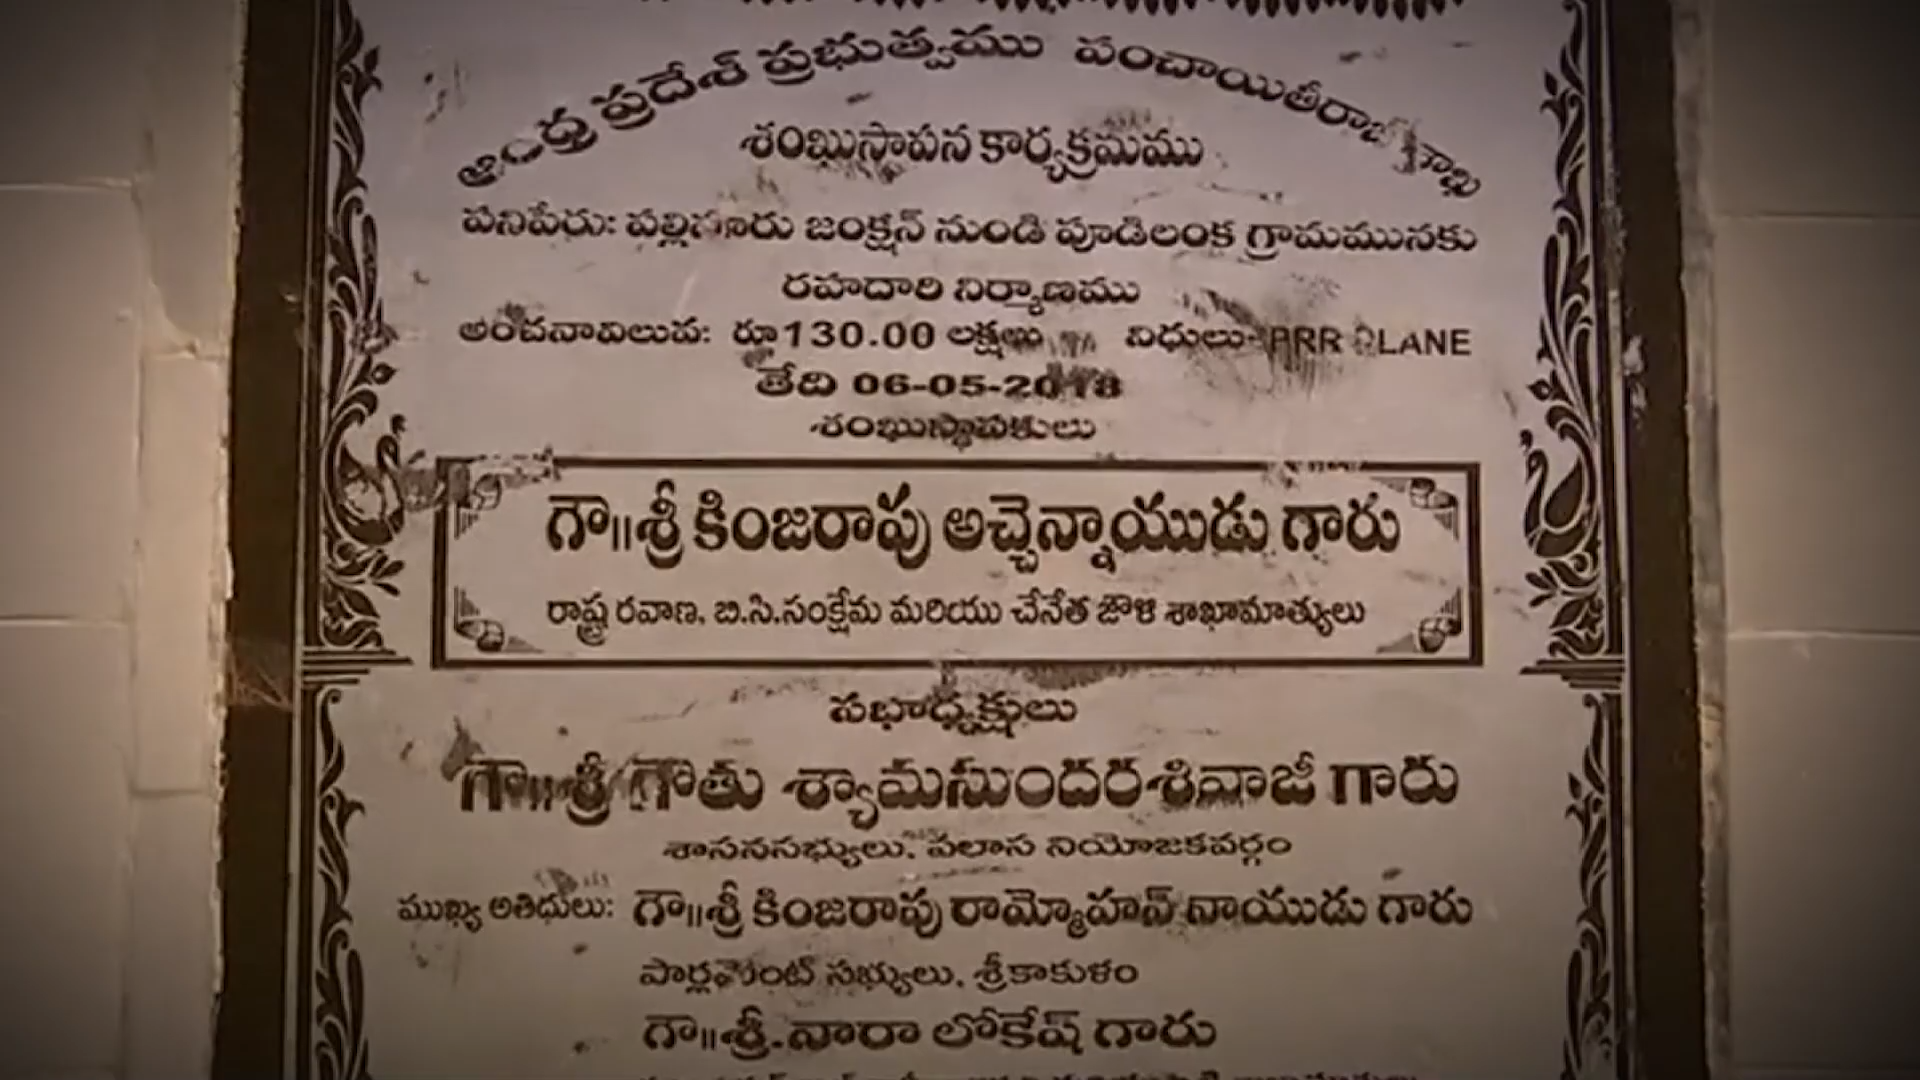 ఆంధ్ర ప్రదేశ్ ప్రభుత్వము పంచాయితీరాజ్ శాఖ
శంఖుస్థాపన కార్యక్రమము
పనిపేరు: పల్లిసూరు జంక్షన్ నుండి పూడిలంక గ్రామమునకు
రహదారి నిర్మాణము
అంచనావిలువ: రూ130.00 లక్షలు నిధులు- PRR PLANE
తేది 06-05-2018
శంఖుస్థాపకులు
గౌ||శ్రీ కింజరాపు అచ్చెన్నాయుడు గారు
రాష్ట్ర రవాణ, బి.సి.సంక్షేమ మరియు చేనేత జౌళి శాఖామాత్యులు
సభాధ్యక్షులు
గౌ||శ్రీ గౌతు శ్యామసుందరశివాజీ గారు
శాసనసభ్యులు, పలాస నియోజకవర్గం
ముఖ్య అతిధులు: గౌ||శ్రీ కింజరాపు రామ్మోహన్ నాయుడు గారు
పార్లమెంట్ సభ్యులు, శ్రీకాకుళం
గౌ||శ్రీ.నారా లోకేష్ గారు